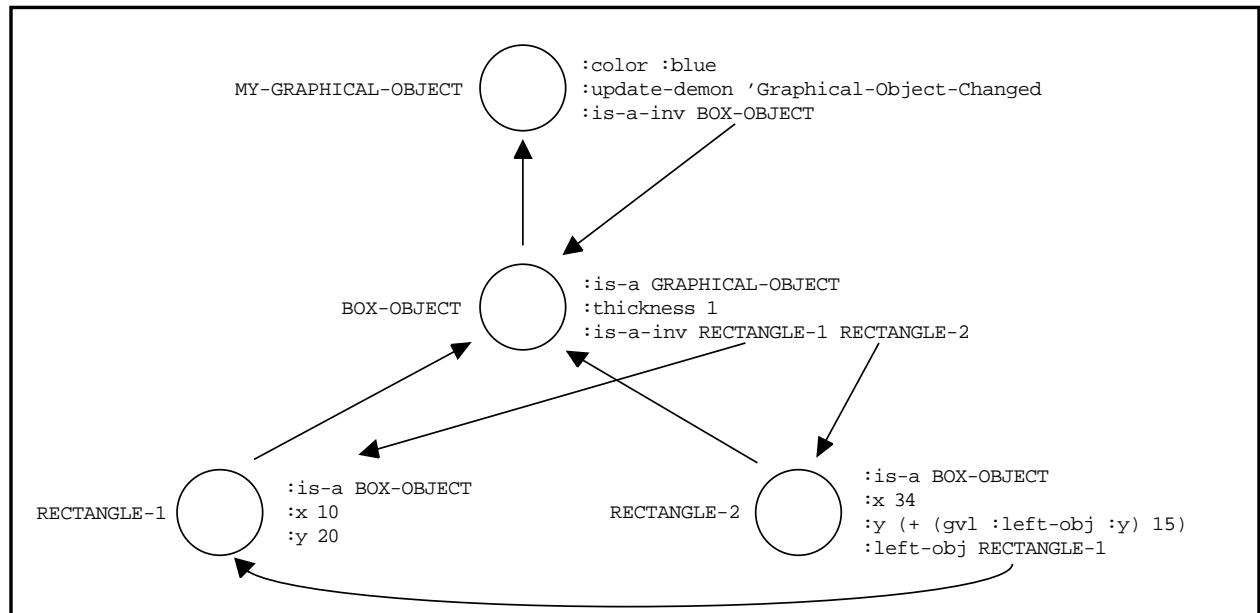 :color :blue
MY-GRAPHICAL-OBJECT
:update-demon 'Graphical-Object-Changed
:is-a-inv BOX-OBJECT
:is-a GRAPHICAL-OBJECT
BOX-OBJECT
:thickness 1
:is-a-inv RECTANGLE-1 RECTANGLE-2
RECTANGLE-1
:is-a BOX-OBJECT
:x 10
:y 20
RECTANGLE-2
:is-a BOX-OBJECT
:x 34
:y (+ (gvl :left-obj :y) 15)
:left-obj RECTANGLE-1